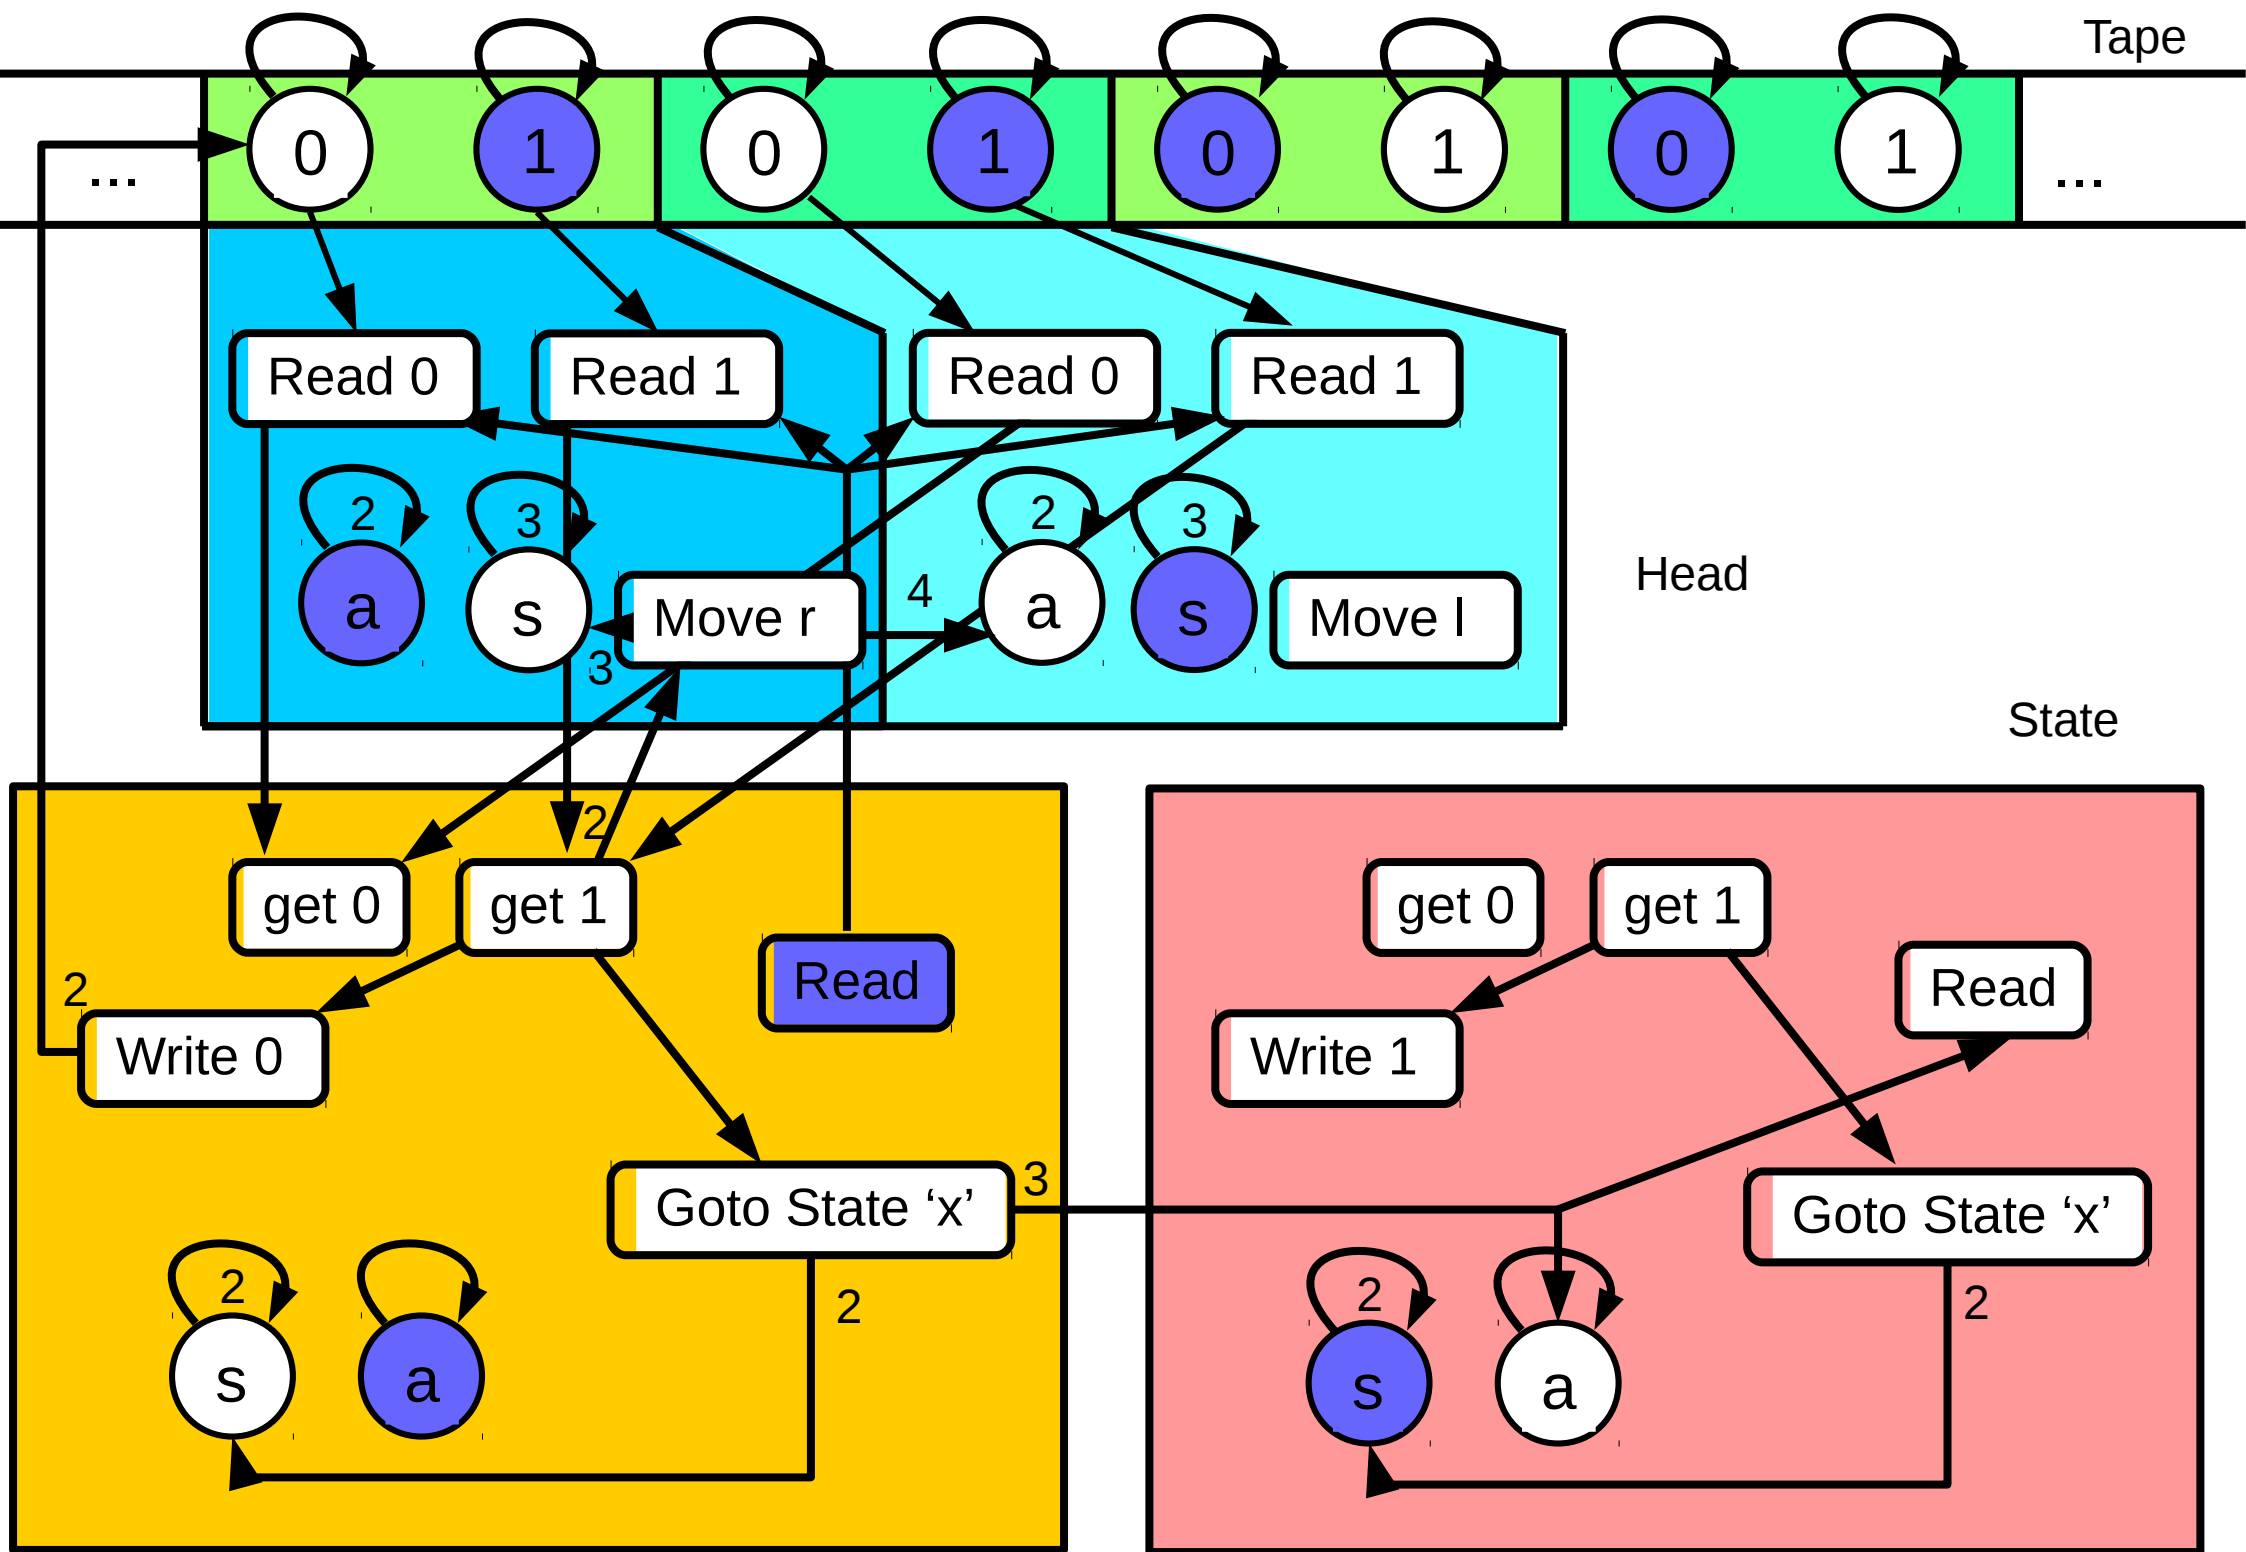 Tape
0 1 0 1 0 1 0 1
... ...
Read 0 Read 1 Read 0 Read 1
2 3 2 3
a s Move r 4 a s Move l
3
Head
State
2
get 0 get 1 get 0 get 1
Read Read
2
Write 0 Write 1
3
Goto State ‘x’ Goto State ‘x’
2 2 2 2
s a s a